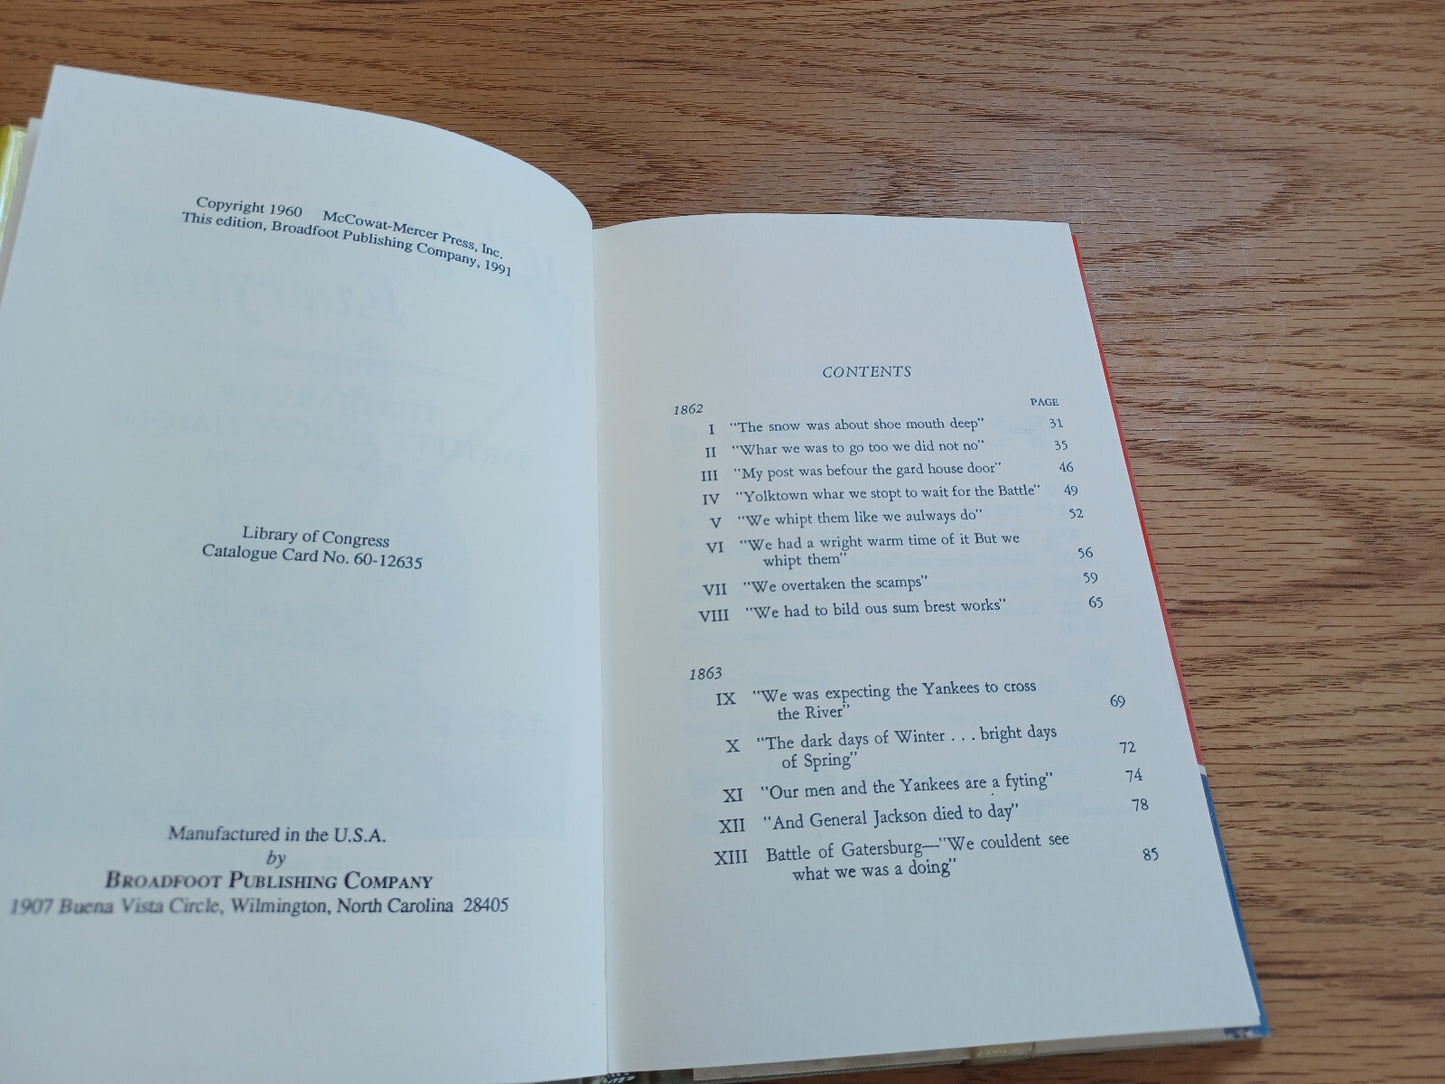 Copyright 1960 McCowat-Mercer Press, Inc.
This edition, Broadfoot Publishing Company, 1991
Library of Congress
Catalogue Card No. 60-12635
Manufactured in the U.S.A.
by
BROADFOOT PUBLISHING COMPANY
1907 Buena Vista Circle, Wilmington, North Carolina 28405
CONTENTS
1862 PAGE
I "The snow was about shoe mouth deep" 31
II "Whar we was to go too we did not no" 35
III "My post was befour the gard house door" 46
IV "Yolktown whar we stopt to wait for the Battle" 49
V "We whipt them like we aulways do" 52
VI "We had a wright warm time of it But we
whipt them" 56
VII "We overtaken the scamps" 59
VIII "We had to bild ous sum brest works" 65
1863
IX "We was expecting the Yankees to cross
the River" 69
X "The dark days of Winter . . . bright days
of Spring" 72
XI "Our men and the Yankees are a fyting" 74
XII "And General Jackson died to day" 78
XIII Battle of Gatersburg—"We couldent see
what we was a doing" 85